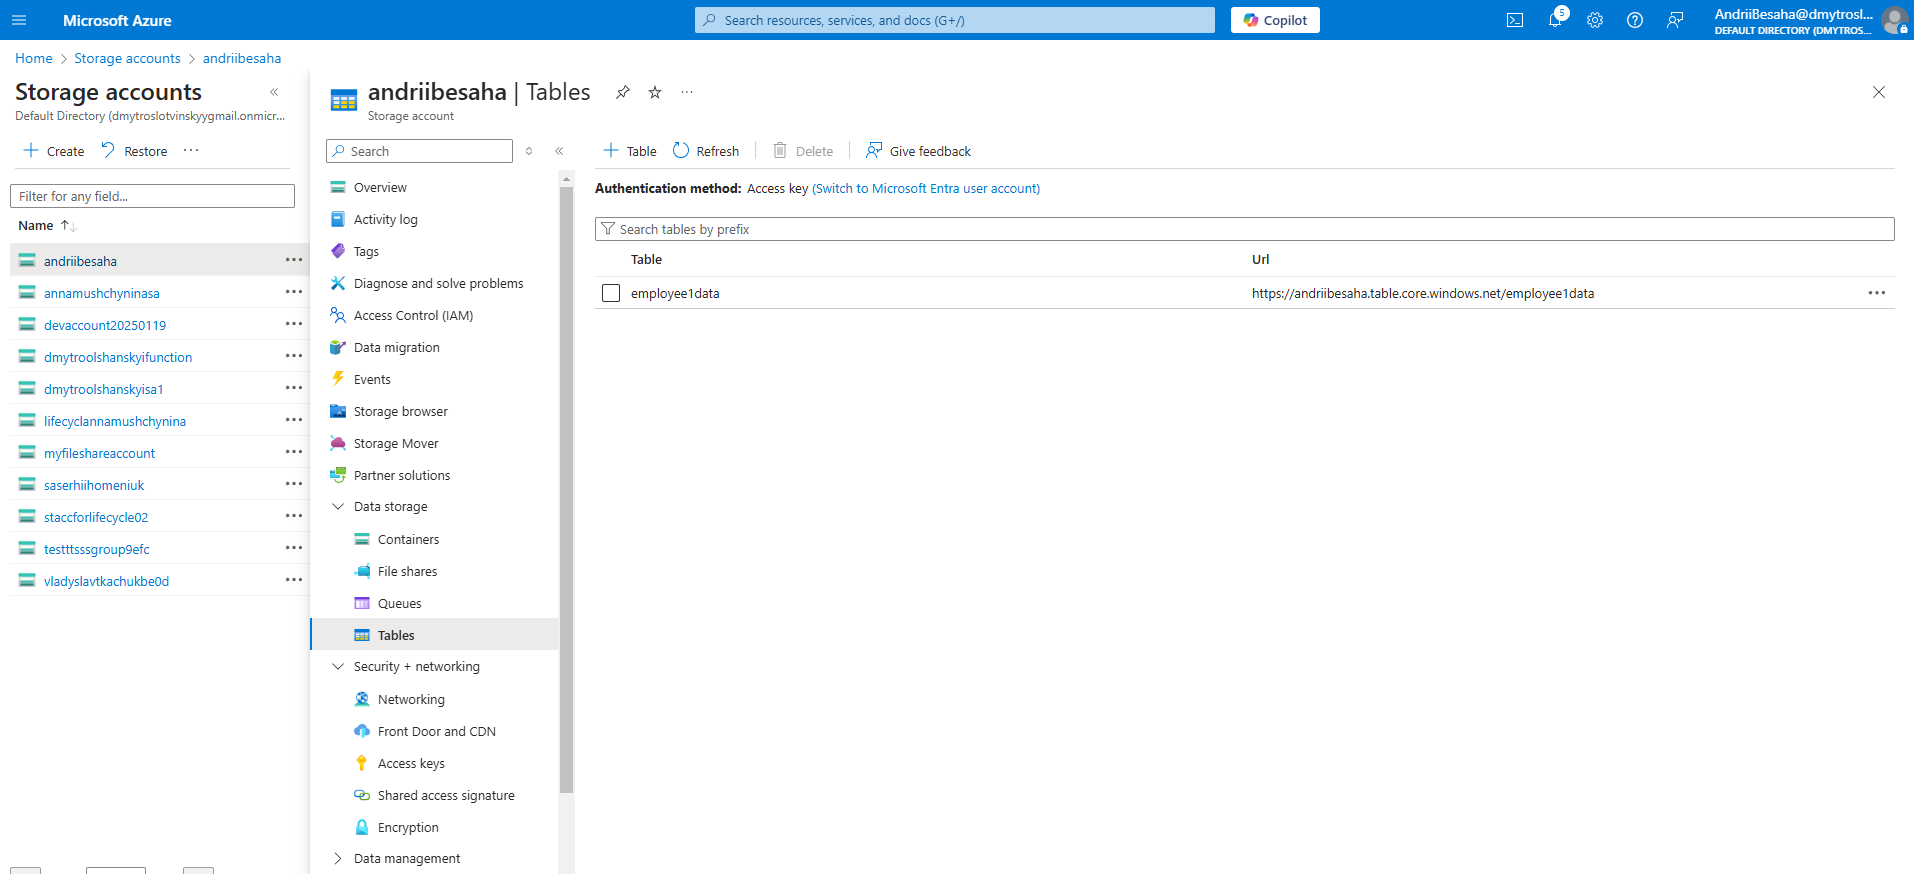 Microsoft Azure
Search resources, services, and docs (G+/)
Copilot
5
AndriiBesaha@dmytrosl...
DEFAULT DIRECTORY (DMYTROS...
Home > Storage accounts > andriibesaha
Storage accounts
Default Directory (dmytroslotvinskyygmail.onmicr...
Create
Restore
Filter for any field...
Name
andriibesaha
annamushchyninasa
devaccount20250119
dmytroolshanskyifunction
dmytroolshanskyisa1
lifecyclannamushchynina
myfileshareaccount
saserhiihomeniuk
staccforlifecycle02
testttsssgroup9efc
vladyslavtkachukbe0d
andriibesaha | Tables
Storage account
Search
Overview
Activity log
Tags
Diagnose and solve problems
Access Control (IAM)
Data migration
Events
Storage browser
Storage Mover
Partner solutions
Data storage
Containers
File shares
Queues
Tables
Security + networking
Networking
Front Door and CDN
Access keys
Shared access signature
Encryption
Data management
Table
Refresh
Delete
Give feedback
Authentication method: Access key (Switch to Microsoft Entra user account)
Search tables by prefix
Table Url
employee1data https://andriibesaha.table.core.windows.net/employee1data